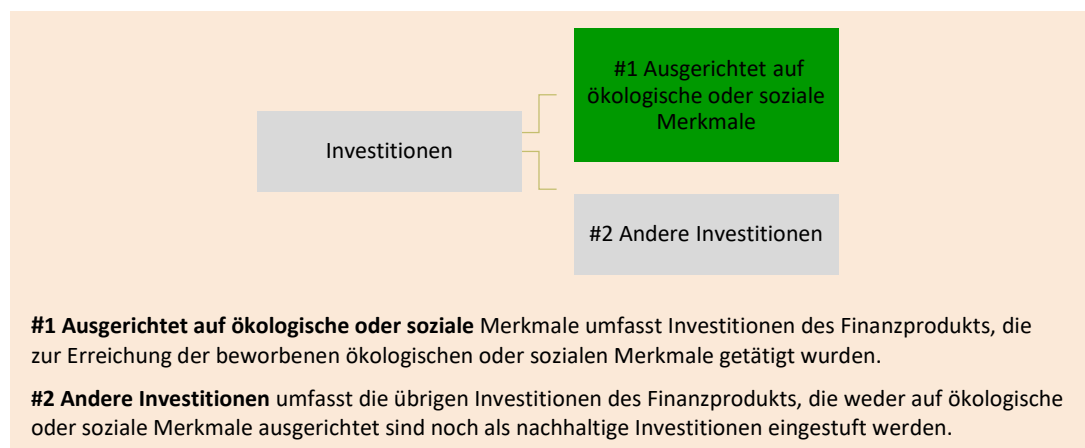 #1 Ausgerichtet auf
ökologische oder soziale
Merkmale
Investitionen
#2 Andere Investitionen
#1 Ausgerichtet auf ökologische oder soziale Merkmale umfasst Investitionen des Finanzprodukts, die
zur Erreichung der beworbenen ökologischen oder sozialen Merkmale getätigt wurden.
#2 Andere Investitionen umfasst die übrigen Investitionen des Finanzprodukts, die weder auf ökologische
oder soziale Merkmale ausgerichtet sind noch als nachhaltige Investitionen eingestuft werden.